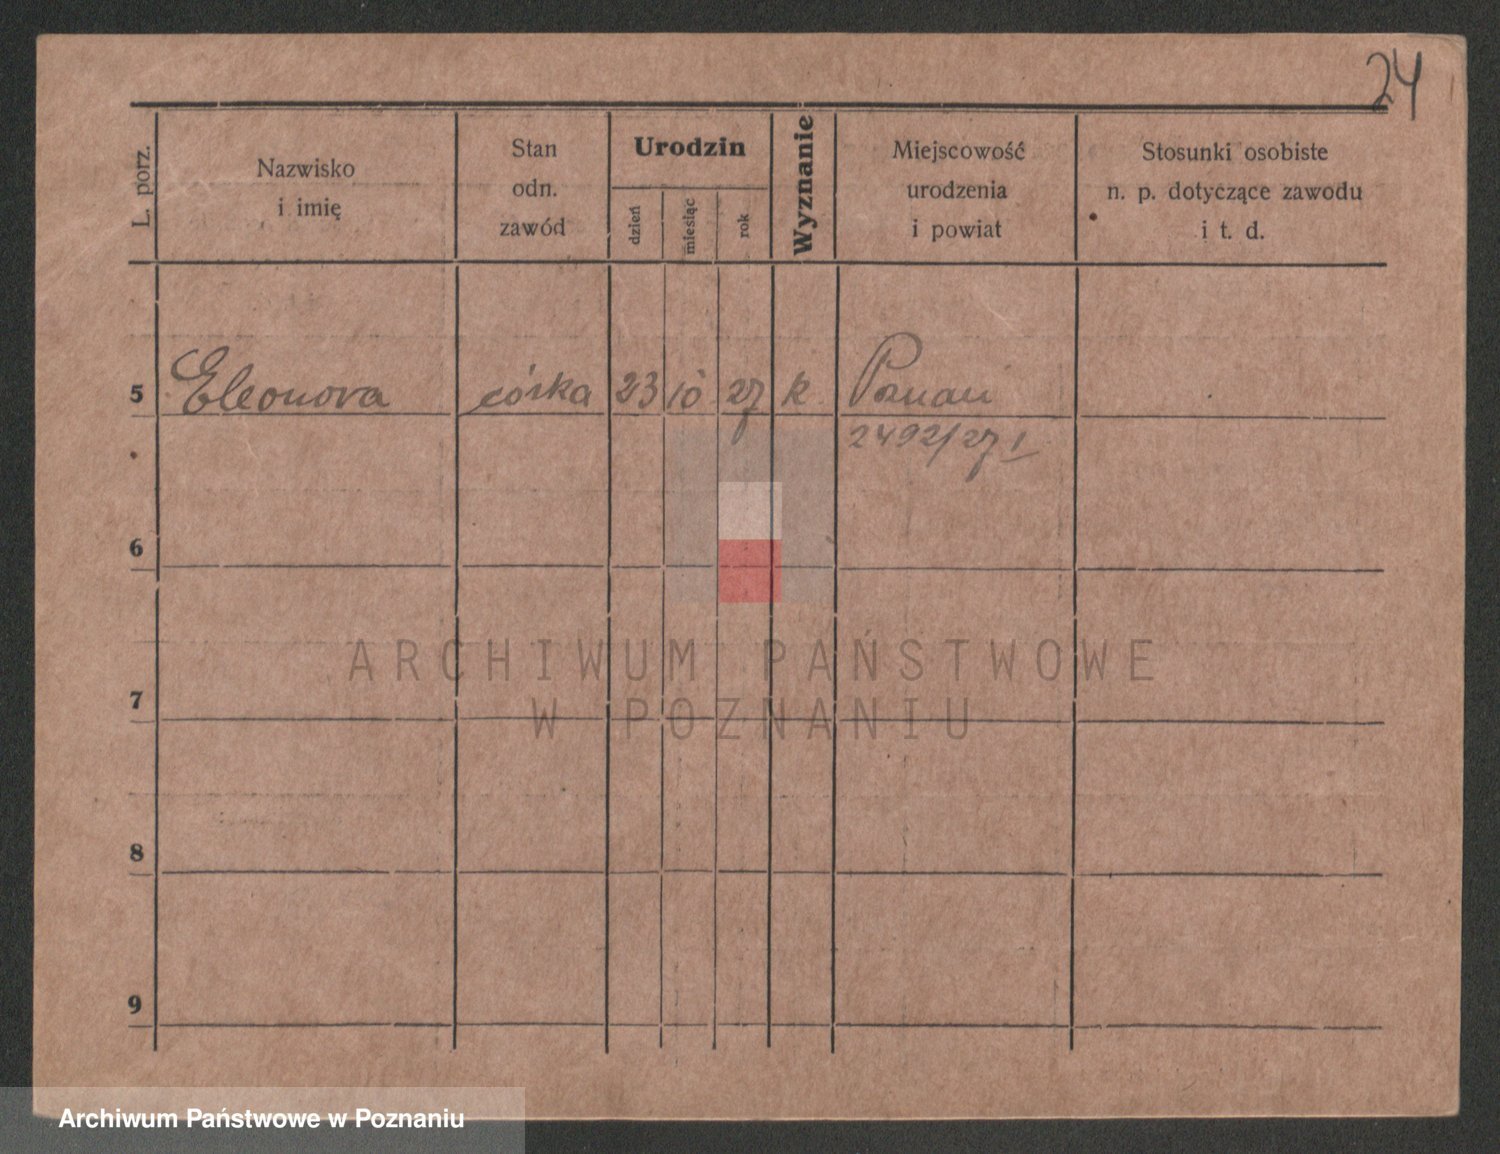 24
L. porz.
Nazwisko
i imię
Stan
odn.
zawód
Urodzin
dzień
miesiąc
rok
Wyznanie
Miejscowość
urodzenia
i powiat
Stosunki osobiste
n. p. dotyczące zawodu
i t. d.
5 Eleonora córka 23 10 27 k Poznań
2492/27 I
6
7
8
9
ARCHIWUM PAŃSTWOWE
W POZNANIU
Archiwum Państwowe w Poznaniu